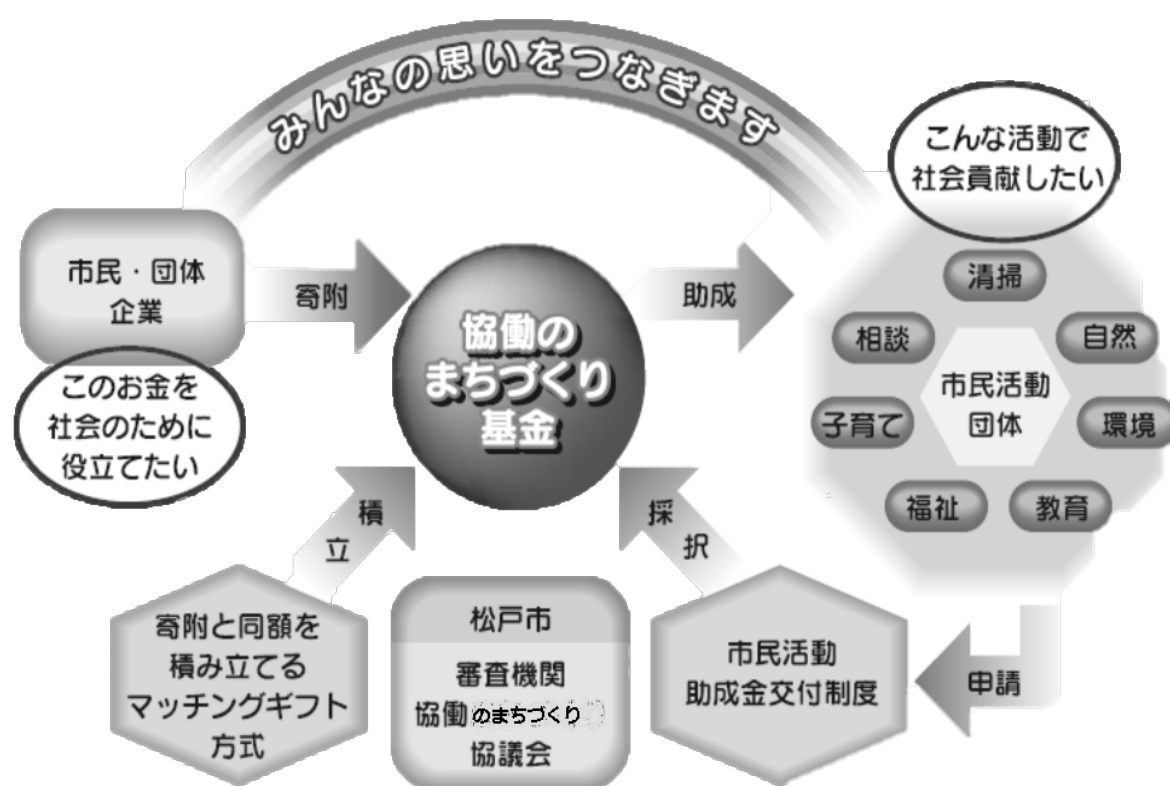 みんなの思いをつなぎます
こんな活動で
社会貢献したい
市民・団体
企業
寄附
協働の
まちづくり
基金
助成
清掃
相談
自然
市民活動
団体
子育て
環境
福祉
教育
このお金を
社会のために
役立てたい
積立
採択
寄附と同額を
積み立てる
マッチングギフト
方式
松戸市
審査機関
協働のまちづくり
協議会
市民活動
助成金交付制度
申請